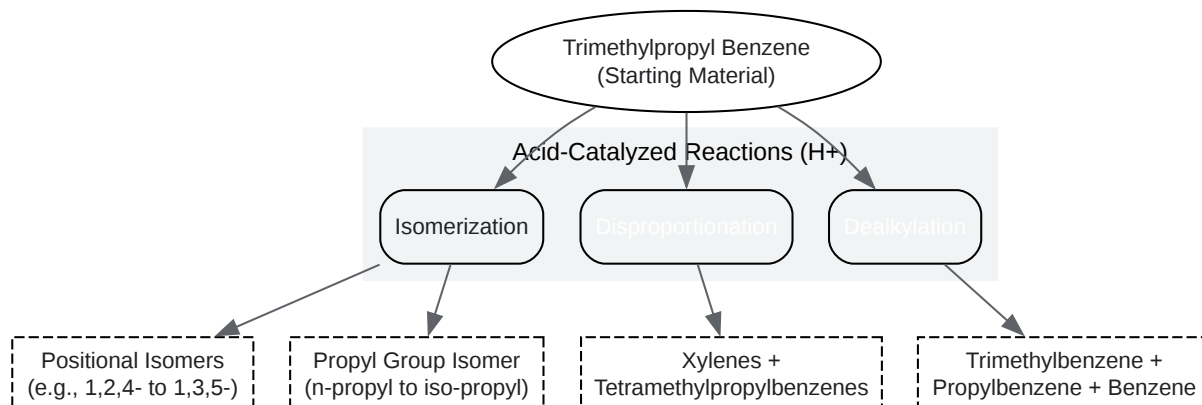 Trimethylpropyl Benzene
(Starting Material)
Acid-Catalyzed Reactions (H+)
Isomerization
Disproportionation
Dealkylation
Positional Isomers
(e.g., 1,2,4- to 1,3,5-)
Propyl Group Isomer
(n-propyl to iso-propyl)
Xylenes +
Tetramethylpropylbenzenes
Trimethylbenzene +
Propylbenzene + Benzene